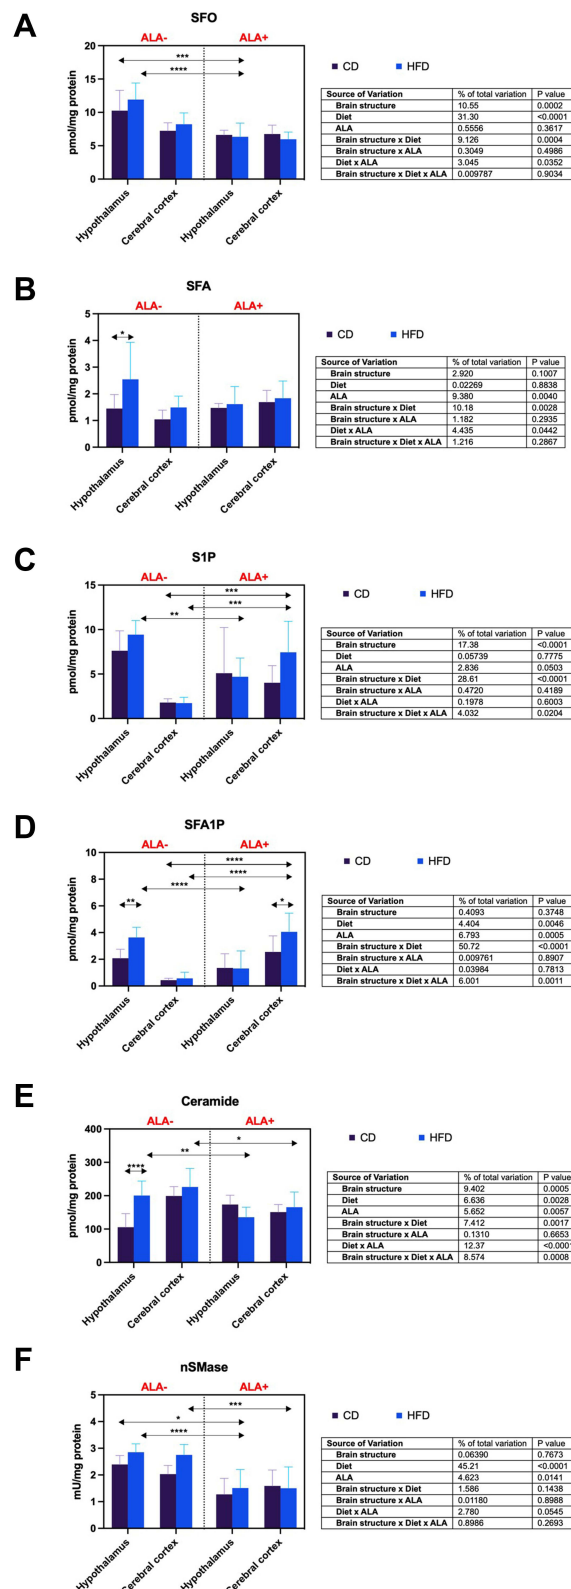 A
SFO
ALA- ALA+
*** 
****
pmol/mg protein
20
15
10
5
0
Hypothalamus
Cerebral cortex
Hypothalamus
Cerebral cortex
CD HFD
Source of Variation % of total variation P value
Brain structure 10.55 0.0002
Diet 31.30 <0.0001
ALA 0.5556 0.3617
Brain structure x Diet 9.126 0.0004
Brain structure x ALA 0.3049 0.4986
Diet x ALA 3.045 0.0352
Brain structure x Diet x ALA 0.009787 0.9034
B
SFA
ALA- ALA+
*
pmol/mg protein
5
4
3
2
1
0
Hypothalamus
Cerebral cortex
Hypothalamus
Cerebral cortex
CD HFD
Source of Variation % of total variation P value
Brain structure 2.920 0.1007
Diet 0.02269 0.8838
ALA 9.380 0.0040
Brain structure x Diet 10.18 0.0028
Brain structure x ALA 1.182 0.2935
Diet x ALA 4.435 0.0442
Brain structure x Diet x ALA 1.216 0.2867
C
S1P
ALA- ALA+
***
***
**
pmol/mg protein
15
10
5
0
Hypothalamus
Cerebral cortex
Hypothalamus
Cerebral cortex
CD HFD
Source of Variation % of total variation P value
Brain structure 17.38 <0.0001
Diet 0.05739 0.7775
ALA 2.836 0.0503
Brain structure x Diet 28.61 <0.0001
Brain structure x ALA 0.4720 0.4189
Diet x ALA 0.1978 0.6003
Brain structure x Diet x ALA 4.032 0.0204
D
SFA1P
ALA- ALA+
****
****
****
** *
pmol/mg protein
10
8
6
4
2
0
Hypothalamus
Cerebral cortex
Hypothalamus
Cerebral cortex
CD HFD
Source of Variation % of total variation P value
Brain structure 0.4093 0.3748
Diet 4.404 0.0046
ALA 6.793 0.0005
Brain structure x Diet 50.72 <0.0001
Brain structure x ALA 0.009761 0.8907
Diet x ALA 0.03984 0.7813
Brain structure x Diet x ALA 6.001 0.0011
E
Ceramide
ALA- ALA+
*
**
****
pmol/mg protein
400
300
200
100
0
Hypothalamus
Cerebral cortex
Hypothalamus
Cerebral cortex
CD HFD
Source of Variation % of total variation P value
Brain structure 9.402 0.0005
Diet 6.636 0.0028
ALA 5.652 0.0057
Brain structure x Diet 7.412 0.0017
Brain structure x ALA 0.1310 0.6653
Diet x ALA 12.37 <0.0001
Brain structure x Diet x ALA 8.574 0.0008
F
nSMase
ALA- ALA+
***
*
****
mU/mg protein
5
4
3
2
1
0
Hypothalamus
Cerebral cortex
Hypothalamus
Cerebral cortex
CD HFD
Source of Variation % of total variation P value
Brain structure 0.06390 0.7673
Diet 45.21 <0.0001
ALA 4.623 0.0141
Brain structure x Diet 1.586 0.1438
Brain structure x ALA 0.01180 0.8988
Diet x ALA 2.780 0.0545
Brain structure x Diet x ALA 0.8986 0.2693